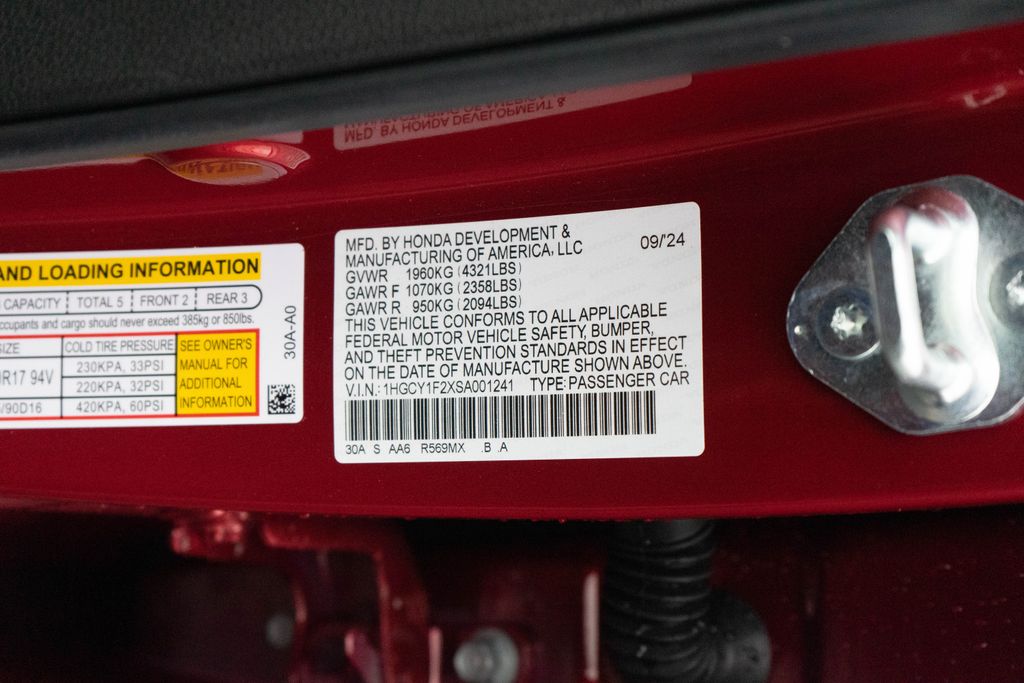 AND LOADING INFORMATION
CAPACITY TOTAL 5 FRONT 2 REAR 3
ccupants and cargo should never exceed 385kg or 850lbs.
SIZE COLD TIRE PRESSURE SEE OWNER'S MANUAL FOR ADDITIONAL INFORMATION
R17 94V 230KPA, 33PSI
220KPA, 32PSI
/90D16 420KPA, 60PSI
30A-A0
MFD. BY HONDA DEVELOPMENT &
MANUFACTURING OF AMERICA, LLC 09/'24
GVWR 1960KG (4321LBS)
GAWR F 1070KG (2358LBS)
GAWR R 950KG (2094LBS)
THIS VEHICLE CONFORMS TO ALL APPLICABLE
FEDERAL MOTOR VEHICLE SAFETY, BUMPER,
AND THEFT PREVENTION STANDARDS IN EFFECT
ON THE DATE OF MANUFACTURE SHOWN ABOVE.
V.I.N.: 1HGCY1F2XSA001241 TYPE: PASSENGER CAR
30A S AA6 R569MX .B .A